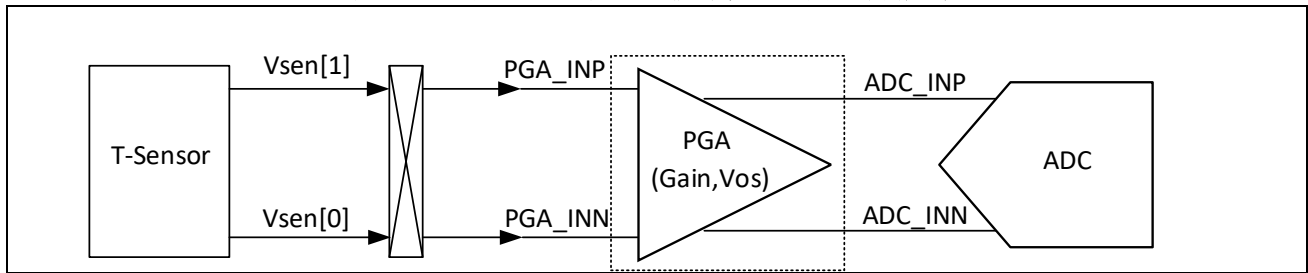 Vsen[1]
PGA_INP
ADC_INP
T-Sensor
PGA
(Gain,Vos)
ADC
Vsen[0]
PGA_INN
ADC_INN